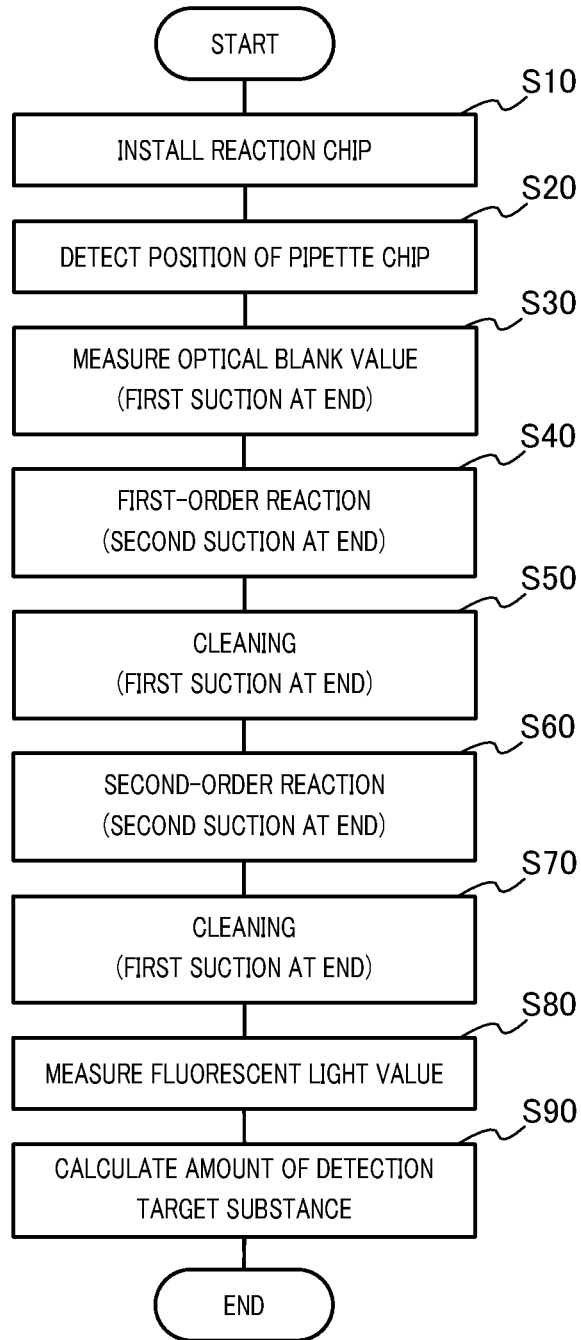 START
S10
INSTALL REACTION CHIP
S20
DETECT POSITION OF PIPETTE CHIP
S30
MEASURE OPTICAL BLANK VALUE
(FIRST SUCTION AT END)
S40
FIRST-ORDER REACTION
(SECOND SUCTION AT END)
S50
CLEANING
(FIRST SUCTION AT END)
S60
SECOND-ORDER REACTION
(SECOND SUCTION AT END)
S70
CLEANING
(FIRST SUCTION AT END)
S80
MEASURE FLUORESCENT LIGHT VALUE
S90
CALCULATE AMOUNT OF DETECTION
TARGET SUBSTANCE
END